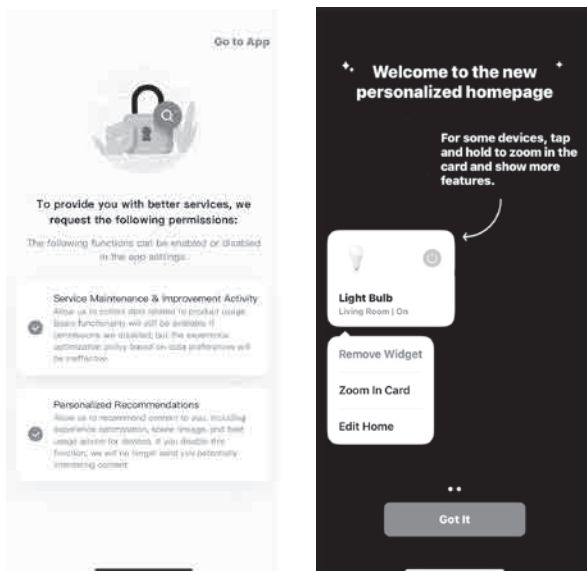 Go to App
To provide you with better services, we
request the following permissions:
The following functions can be enabled or disabled
in the app settings.
Service Maintenance & Improvement Activity
Allow us to collect data related to product usage.
Basic functionality will still be available if
permissions are disabled, but the experience
optimization policy based on data preferences will
be ineffective.
Personalized Recommendations
Allow us to recommend content to you, including
experience optimization, scene linkage, and best
usage advice for devices. If you disable this
function, we will no longer send you potentially
interesting content.
Welcome to the new
personalized homepage
For some devices, tap
and hold to zoom in the
card and show more
features.
Light Bulb
Living Room | On
Remove Widget
Zoom In Card
Edit Home
Got It